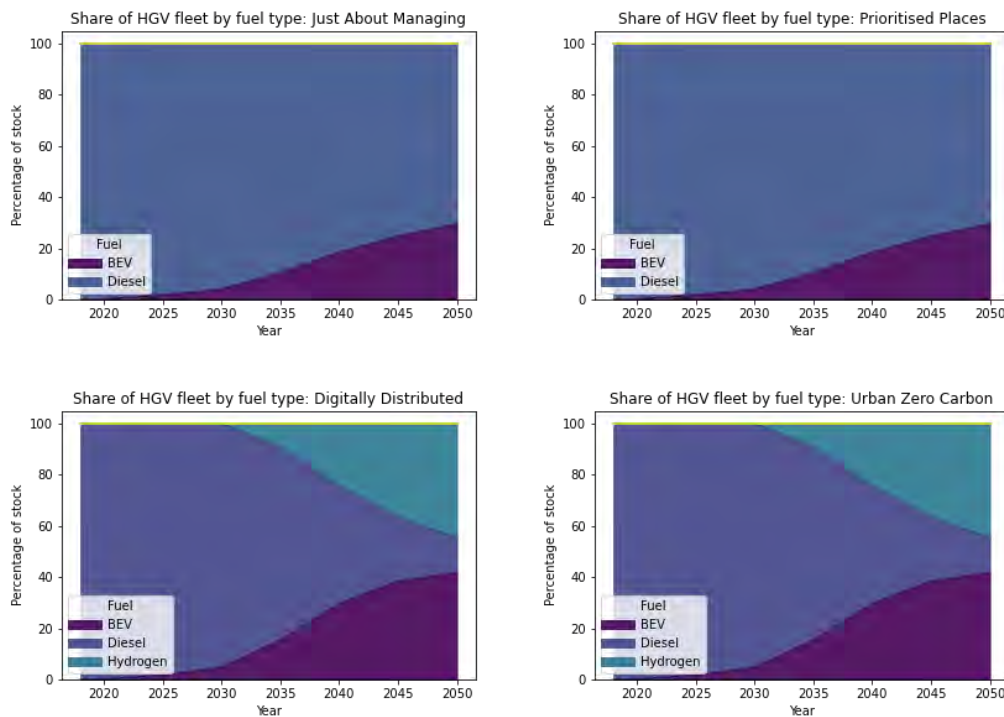 Share of HGV fleet by fuel type: Just About Managing
Percentage of stock
100
80
60
40
20
0
Fuel
BEV
Diesel
2020 2025 2030 2035 2040 2045 2050
Year
Share of HGV fleet by fuel type: Prioritised Places
Percentage of stock
100
80
60
40
20
0
Fuel
BEV
Diesel
2020 2025 2030 2035 2040 2045 2050
Year
Share of HGV fleet by fuel type: Digitally Distributed
Percentage of stock
100
80
60
40
20
0
Fuel
BEV
Diesel
Hydrogen
2020 2025 2030 2035 2040 2045 2050
Year
Share of HGV fleet by fuel type: Urban Zero Carbon
Percentage of stock
100
80
60
40
20
0
Fuel
BEV
Diesel
Hydrogen
2020 2025 2030 2035 2040 2045 2050
Year